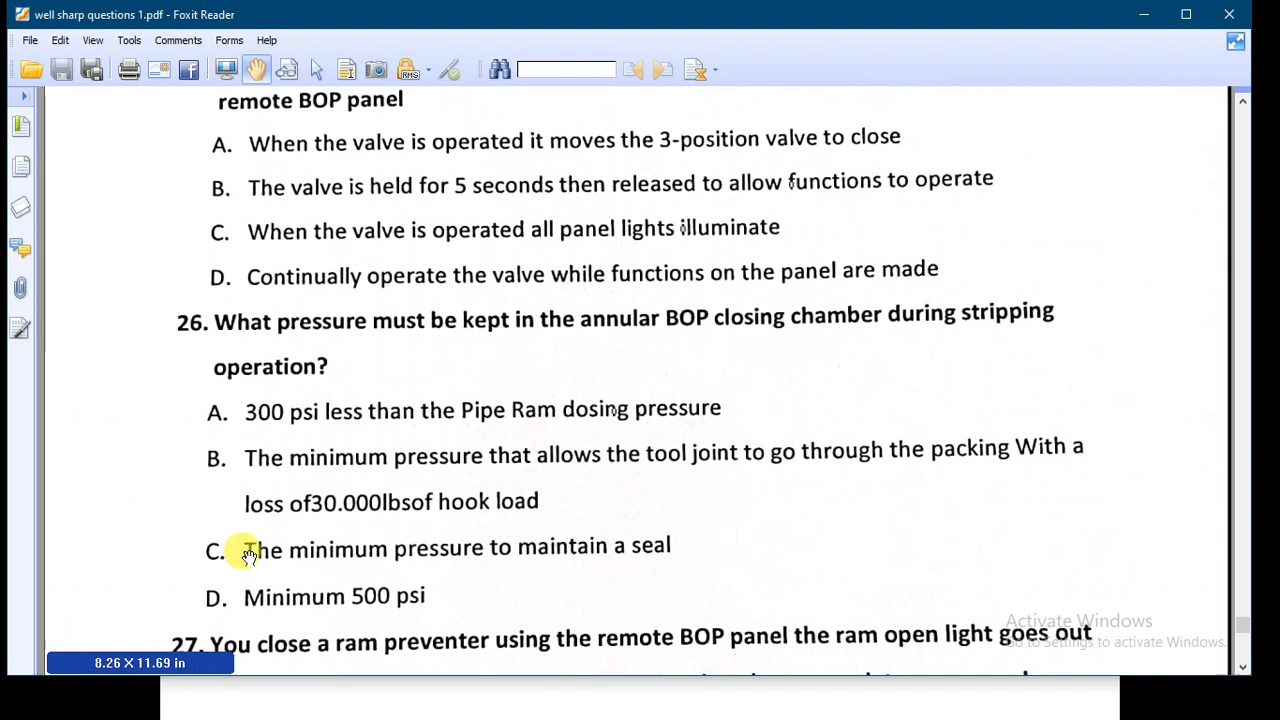 well sharp questions 1.pdf - Foxit Reader
File Edit View Tools Comments Forms Help
remote BOP panel
A. When the valve is operated it moves the 3-position valve to close
B. The valve is held for 5 seconds then released to allow functions to operate
C. When the valve is operated all panel lights illuminate
D. Continually operate the valve while functions on the panel are made
26. What pressure must be kept in the annular BOP closing chamber during stripping
operation?
A. 300 psi less than the Pipe Ram dosing pressure
B. The minimum pressure that allows the tool joint to go through the packing With a
loss of30.000lbsof hook load
C. The minimum pressure to maintain a seal
D. Minimum 500 psi
27. You close a ram preventer using the remote BOP panel the ram open light goes out
Activate Windows
Go to Settings to activate Windows.
8.26 X 11.69 in